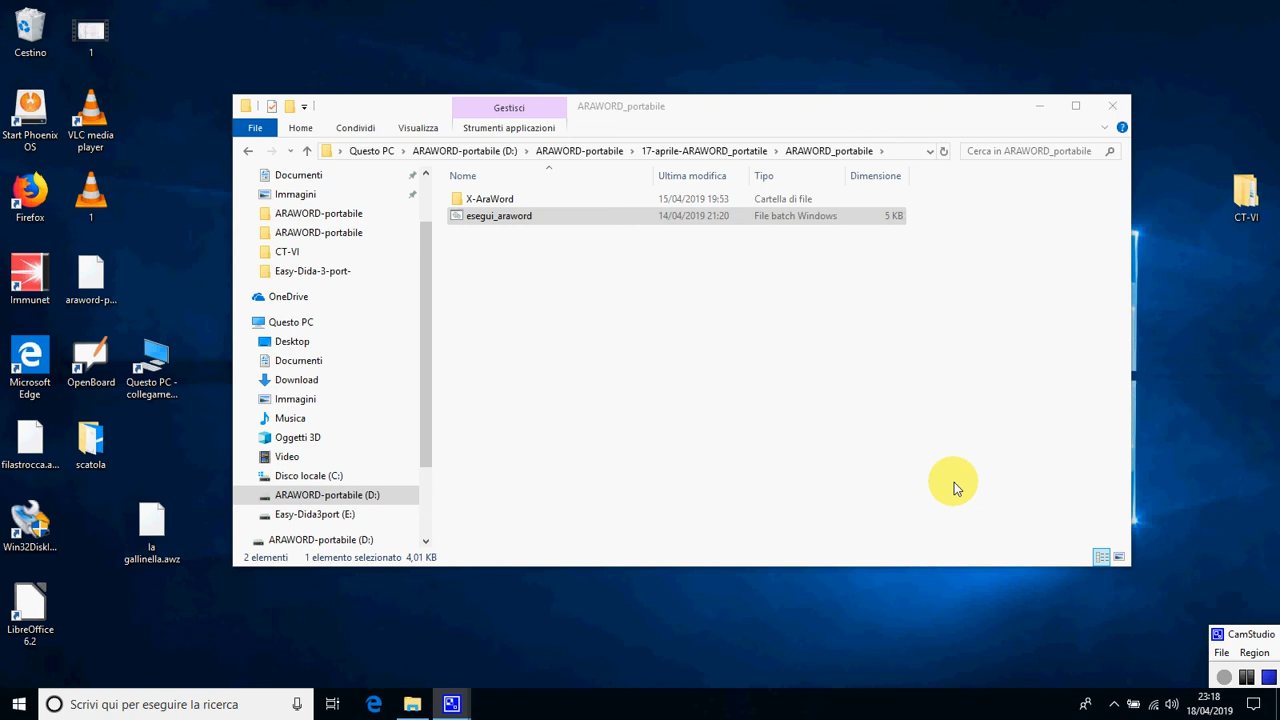 Cestino
1
Start Phoenix
OS
VLC media
player
Firefox
1
Immunet
araword-p...
Microsoft
Edge
OpenBoard
Questo PC -
collegame...
filastrocca.a...
scatola
Win32DiskI...
la
gallinella.awz
LibreOffice
6.2
Gestisci
ARAWORD_portabile
File
Home
Condividi
Visualizza
Strumenti applicazioni
Questo PC
ARAWORD-portabile (D:)
ARAWORD-portabile
17-aprile-ARAWORD_portatile
ARAWORD_portabile
Cerca in ARAWORD_portabile
Documenti
Immagini
ARAWORD-portabile
ARAWORD-portabile
CT-VI
Easy-Dida-3-port-
OneDrive
Questo PC
Desktop
Documenti
Download
Immagini
Musica
Oggetti 3D
Video
Disco locale (C:)
ARAWORD-portabile (D:)
Easy-Dida3port (E:)
ARAWORD-portabile (D:)
Nome
Ultima modifica
Tipo
Dimensione
X-AraWord
15/04/2019 19:53
Cartella di file
esegui_araword
14/04/2019 21:20
File batch Windows
5 KB
2 elementi
1 elemento selezionato 4,01 KB
CT-VI
CamStudio
File
Region
Scrivi qui per eseguire la ricerca
23:18
18/04/2019